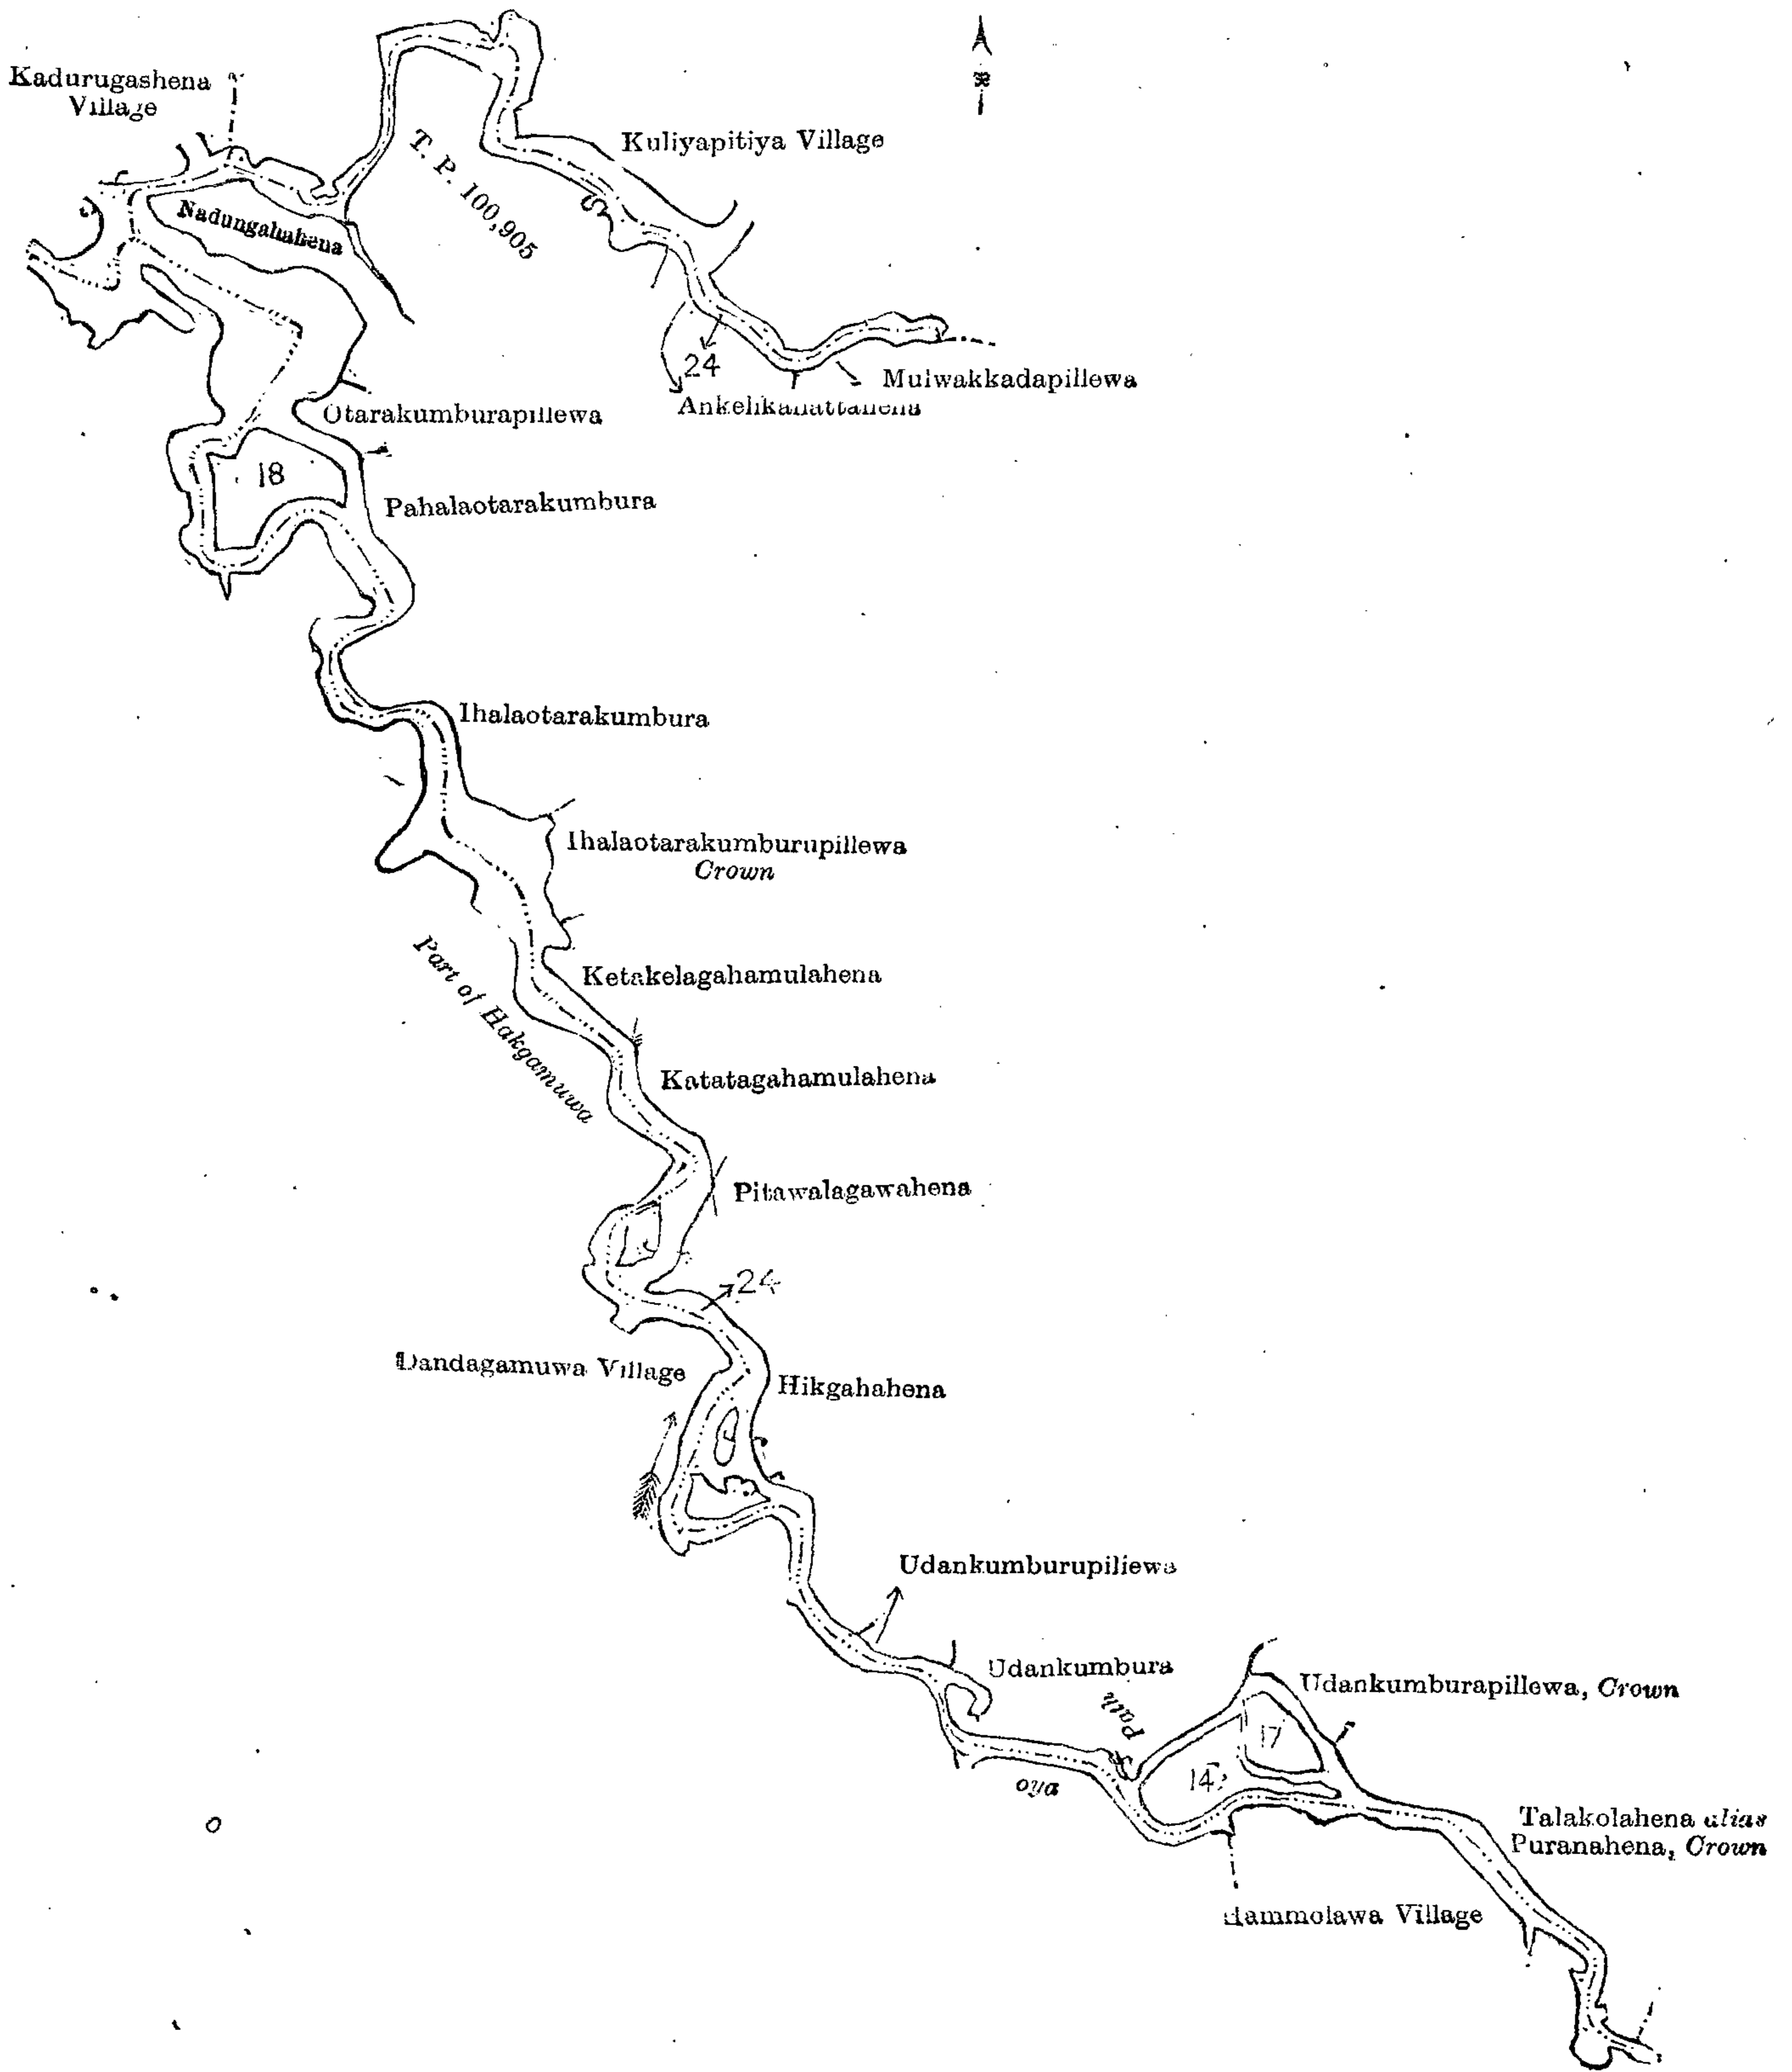 Kadurugashena
Village
Kuliyapitiya Village
T. P. 100,905
Nadungahahena
24
Mulwakkadapillewa
Ankelikanattahena
Otarakumburapillewa
18
Pahalaotarakumbura
Ihalaotarakumbura
Ihalaotarakumburupillewa
Crown
Part of Hakgamuwa
Ketakelagahamulahena
Katatagahamulahena
Pitawalagawahena
24
Dandagamuwa Village
Hikgahahena
Udankumburupillewa
Udankumbura
Path
Udankumburapillewa, Crown
17
14
oya
Talakolahena alias
Puranahena, Crown
Hammolawa Village